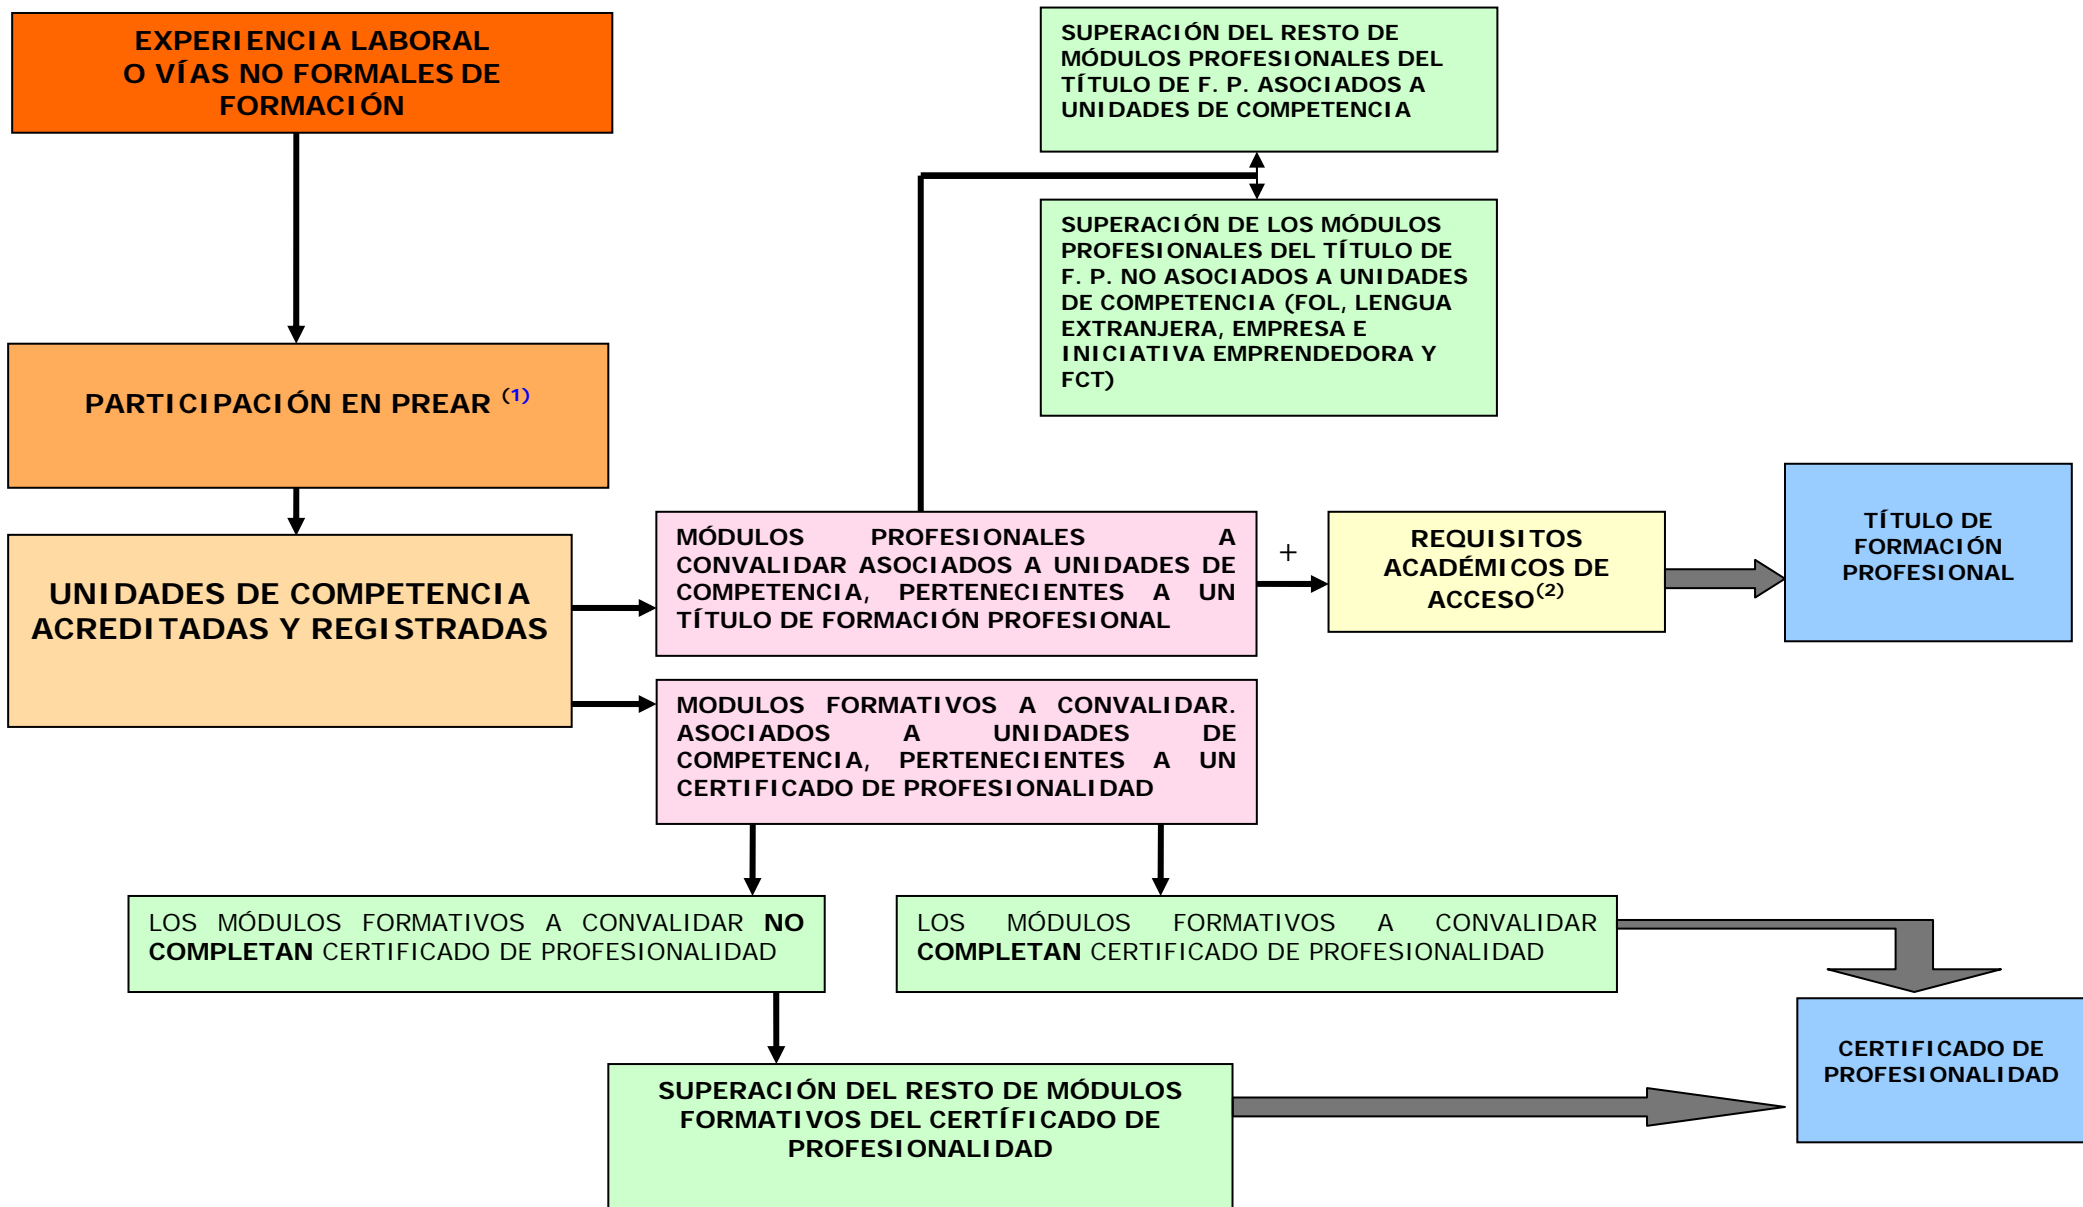 EXPERIENCIA LABORAL
O VÍAS NO FORMALES DE
FORMACIÓN
SUPERACIÓN DEL RESTO DE
MÓDULOS PROFESIONALES DEL
TÍTULO DE F. P. ASOCIADOS A
UNIDADES DE COMPETENCIA
SUPERACIÓN DE LOS MÓDULOS
PROFESIONALES DEL TÍTULO DE
F. P. NO ASOCIADOS A UNIDADES
DE COMPETENCIA (FOL, LENGUA
EXTRANJERA, EMPRESA E
INICIATIVA EMPRENDEDORA Y
FCT)
PARTICIPACIÓN EN PREAR (1)
UNIDADES DE COMPETENCIA
ACREDITADAS Y REGISTRADAS
MÓDULOS PROFESIONALES A
CONVALIDAR ASOCIADOS A UNIDADES DE
COMPETENCIA, PERTENECIENTES A UN
TÍTULO DE FORMACIÓN PROFESIONAL
+
REQUISITOS
ACADÉMICOS DE
ACCESO(2)
TÍTULO DE
FORMACIÓN
PROFESIONAL
MODULOS FORMATIVOS A CONVALIDAR.
ASOCIADOS A UNIDADES DE
COMPETENCIA, PERTENECIENTES A UN
CERTIFICADO DE PROFESIONALIDAD
LOS MÓDULOS FORMATIVOS A CONVALIDAR NO
COMPLETAN CERTIFICADO DE PROFESIONALIDAD
LOS MÓDULOS FORMATIVOS A CONVALIDAR
COMPLETAN CERTIFICADO DE PROFESIONALIDAD
CERTIFICADO DE
PROFESIONALIDAD
SUPERACIÓN DEL RESTO DE MÓDULOS
FORMATIVOS DEL CERTÍFICADO DE
PROFESIONALIDAD